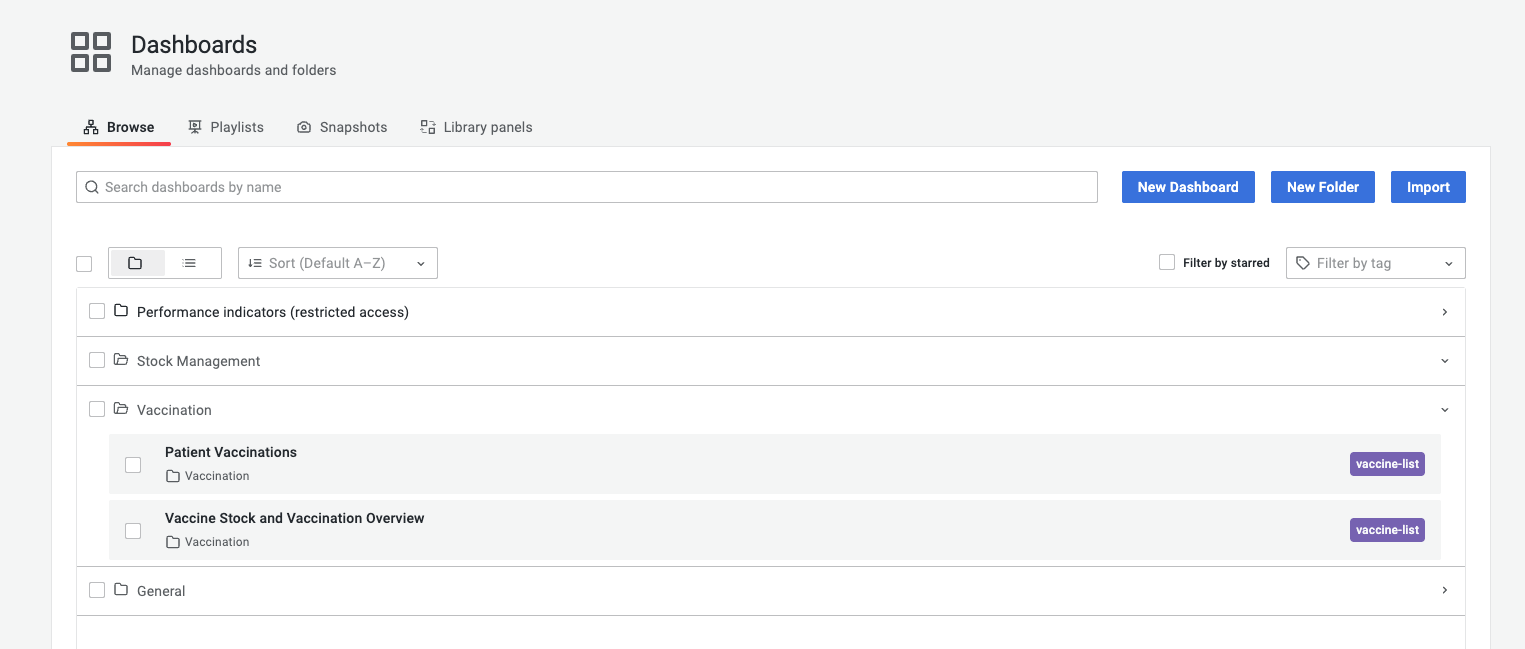 Dashboards
Manage dashboards and folders
Browse
Playlists
Snapshots
Library panels
Search dashboards by name
New Dashboard
New Folder
Import
Sort (Default A–Z)
Filter by starred
Filter by tag
Performance indicators (restricted access)
Stock Management
Vaccination
Patient Vaccinations
Vaccination
vaccine-list
Vaccine Stock and Vaccination Overview
Vaccination
vaccine-list
General